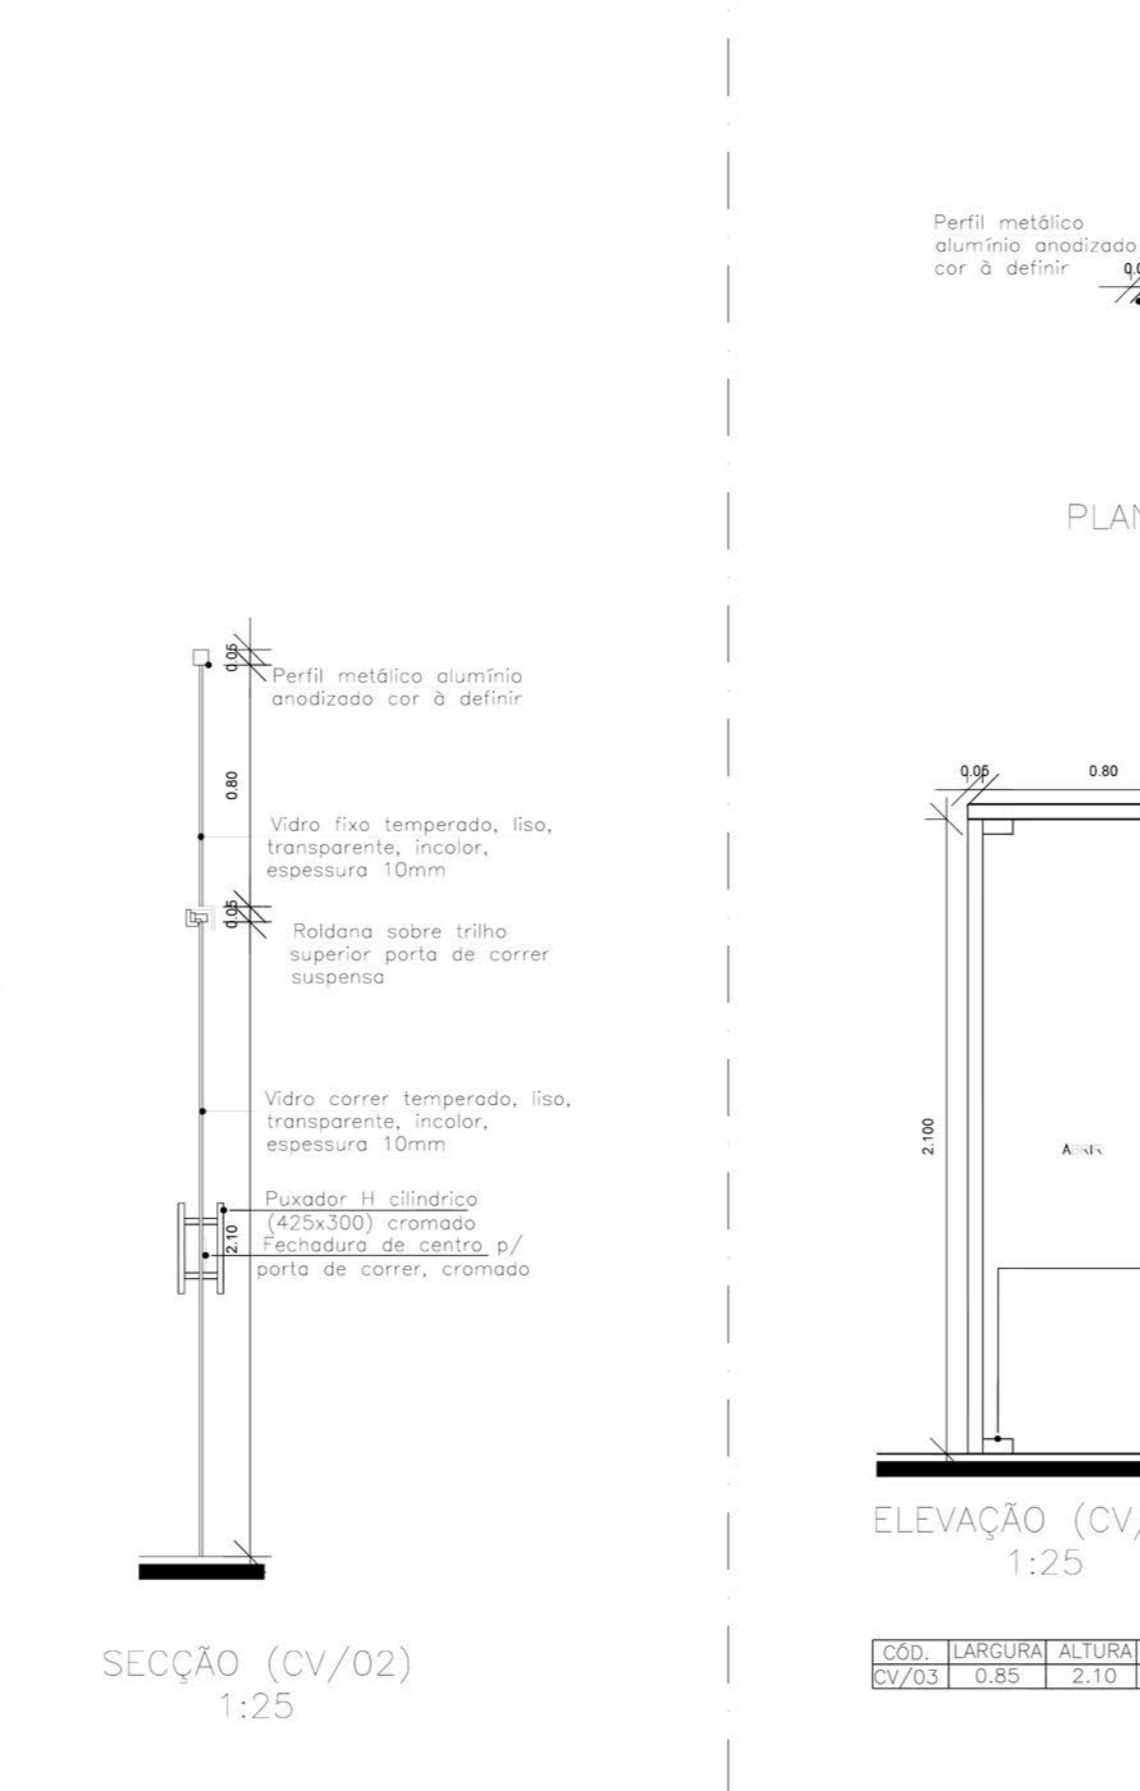 0.05
Perfil metálico alumínio
anodizado cor à definir
0.80
Vidro fixo temperado, liso,
transparente, incolor,
espessura 10mm
0.05
Roldana sobre trilho
superior porta de correr
suspensa
Vidro correr temperado, liso,
transparente, incolor,
espessura 10mm
Puxador H cilindrico
(425x300) cromado
2.10
Fechadura de centro p/
porta de correr, cromado
SECÇÃO (CV/02)
1:25
Perfil metálico
alumínio anodizado
cor à definir
0.05
0.80
2.100
ABRIR
ELEVAÇÃO (CV/
1:25
CÓD. LARGURA ALTURA
CV/03 0.85 2.10